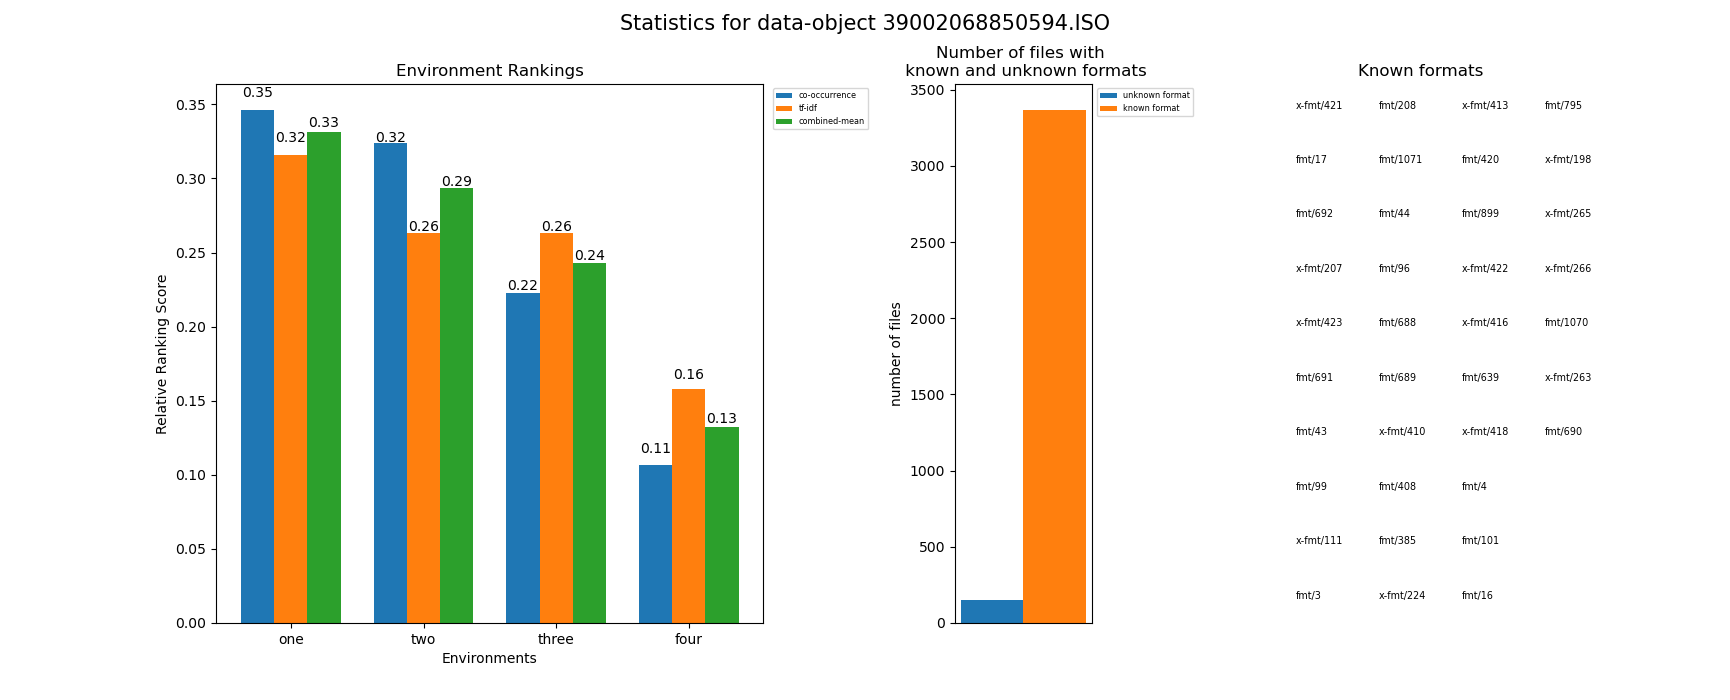 Statistics for data-object 39002068850594.ISO
Environment Rankings
Relative Ranking Score
0.35
0.30
0.25
0.20
0.15
0.10
0.05
0.00
0.35
0.32
0.33
0.32
0.26
0.29
0.22
0.26
0.24
0.11
0.16
0.13
one two three four
Environments
co-occurrence
tf-idf
combined-mean
Number of files with
known and unknown formats
number of files
3500
3000
2500
2000
1500
1000
500
0
unknown format
known format
Known formats
x-fmt/421 fmt/208 x-fmt/413 fmt/795
fmt/17 fmt/1071 fmt/420 x-fmt/198
fmt/692 fmt/44 fmt/899 x-fmt/265
x-fmt/207 fmt/96 x-fmt/422 x-fmt/266
x-fmt/423 fmt/688 x-fmt/416 fmt/1070
fmt/691 fmt/689 fmt/639 x-fmt/263
fmt/43 x-fmt/410 x-fmt/418 fmt/690
fmt/99 fmt/408 fmt/4
x-fmt/111 fmt/385 fmt/101
fmt/3 x-fmt/224 fmt/16